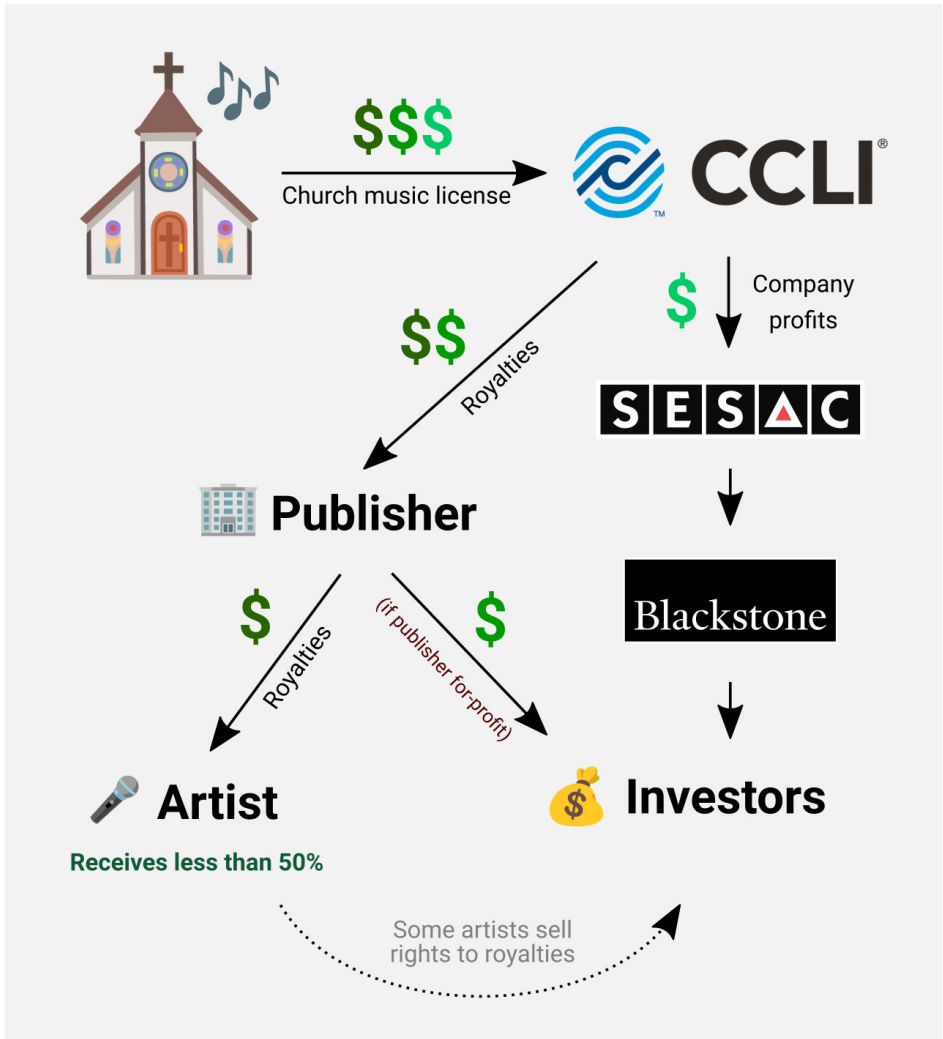 $$$
Church music license
CCLI®
™
$
Company
profits
$$
Royalties
SESAC
Publisher
Blackstone
$
Royalties
(if publisher for-profit)
$
Artist
$
Investors
Receives less than 50%
Some artists sell
rights to royalties